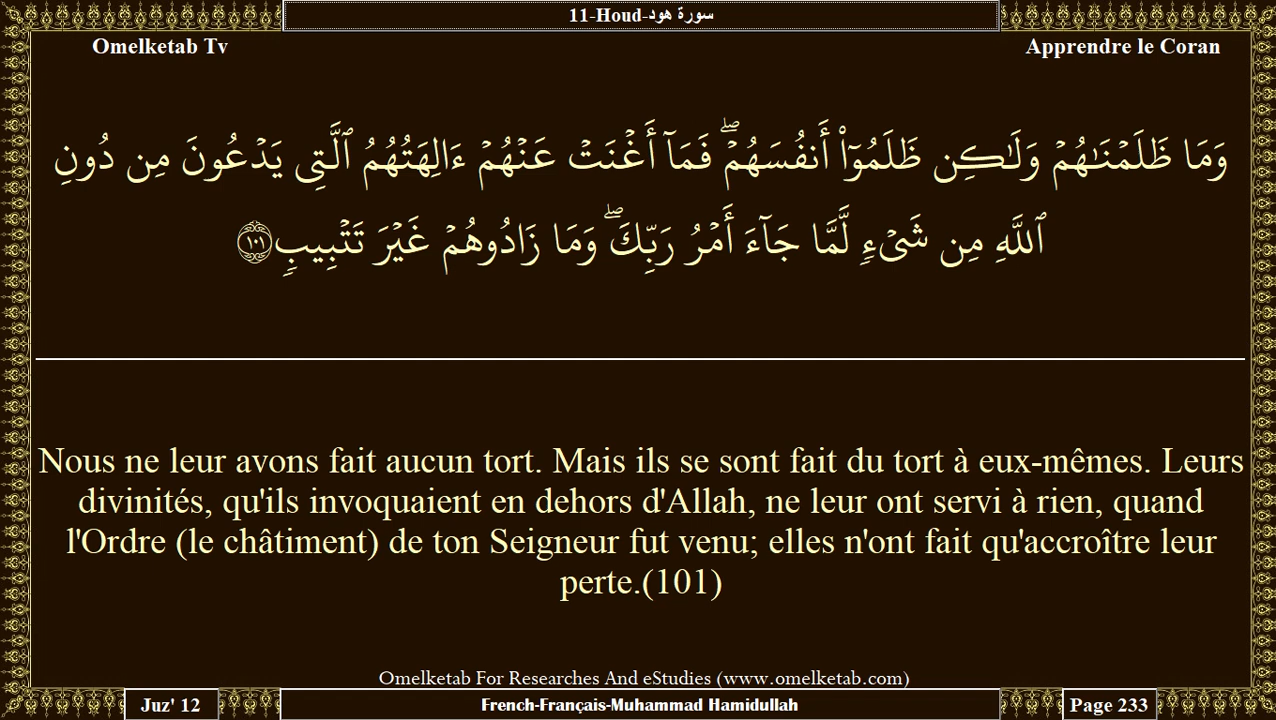 11-Houd-سورة هود
Omelketab Tv
Apprendre le Coran
وَمَا ظَلَمۡنَٰهُمۡ وَلَٰكِن ظَلَمُوٓاْ أَنفُسَهُمۡۖ فَمَآ أَغۡنَتۡ عَنۡهُمۡ ءَالِهَتُهُمُ ٱلَّتِي يَدۡعُونَ مِن دُونِ
ٱللَّهِ مِن شَيۡءٖ لَّمَّا جَآءَ أَمۡرُ رَبِّكَۖ وَمَا زَادُوهُمۡ غَيۡرَ تَتۡبِيبٖ ١٠١
Nous ne leur avons fait aucun tort. Mais ils se sont fait du tort à eux-mêmes. Leurs
divinités, qu'ils invoquaient en dehors d'Allah, ne leur ont servi à rien, quand
l'Ordre (le châtiment) de ton Seigneur fut venu; elles n'ont fait qu'accroître leur
perte.(101)
Omelketab For Researches And eStudies (www.omelketab.com)
Juz' 12
French-Français-Muhammad Hamidullah
Page 233